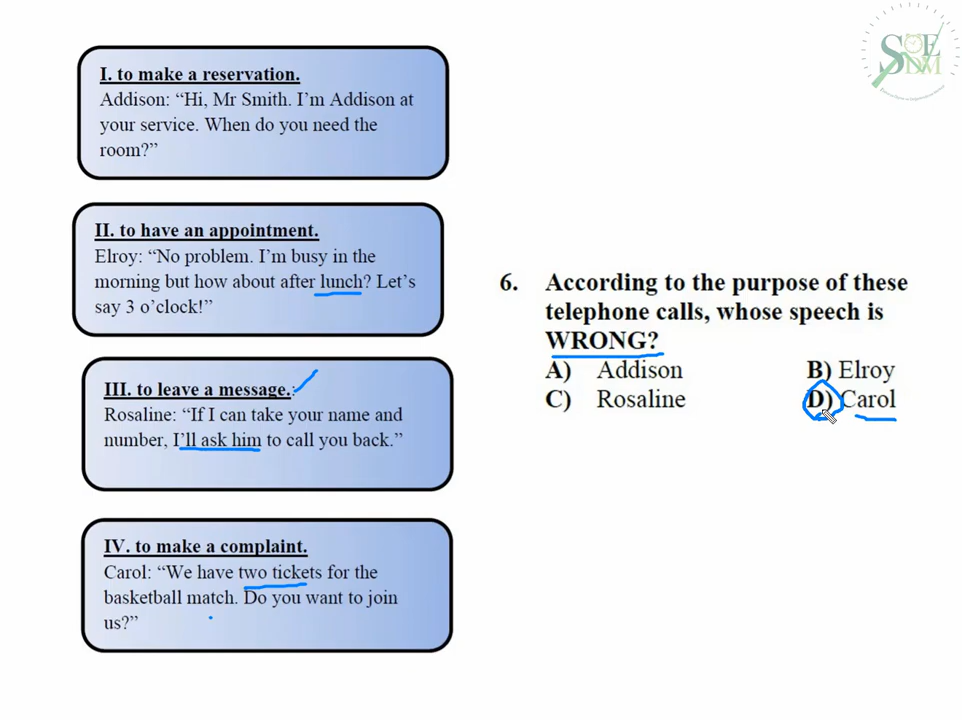 I. to make a reservation.
Addison: “Hi, Mr Smith. I’m Addison at
your service. When do you need the
room?”
II. to have an appointment.
Elroy: “No problem. I’m busy in the
morning but how about after lunch? Let’s
say 3 o’clock!”
III. to leave a message.:
Rosaline: “If I can take your name and
number, I’ll ask him to call you back.”
IV. to make a complaint.
Carol: “We have two tickets for the
basketball match. Do you want to join
us?”
6. According to the purpose of these
telephone calls, whose speech is
WRONG?
A) Addison B) Elroy
C) Rosaline D) Carol